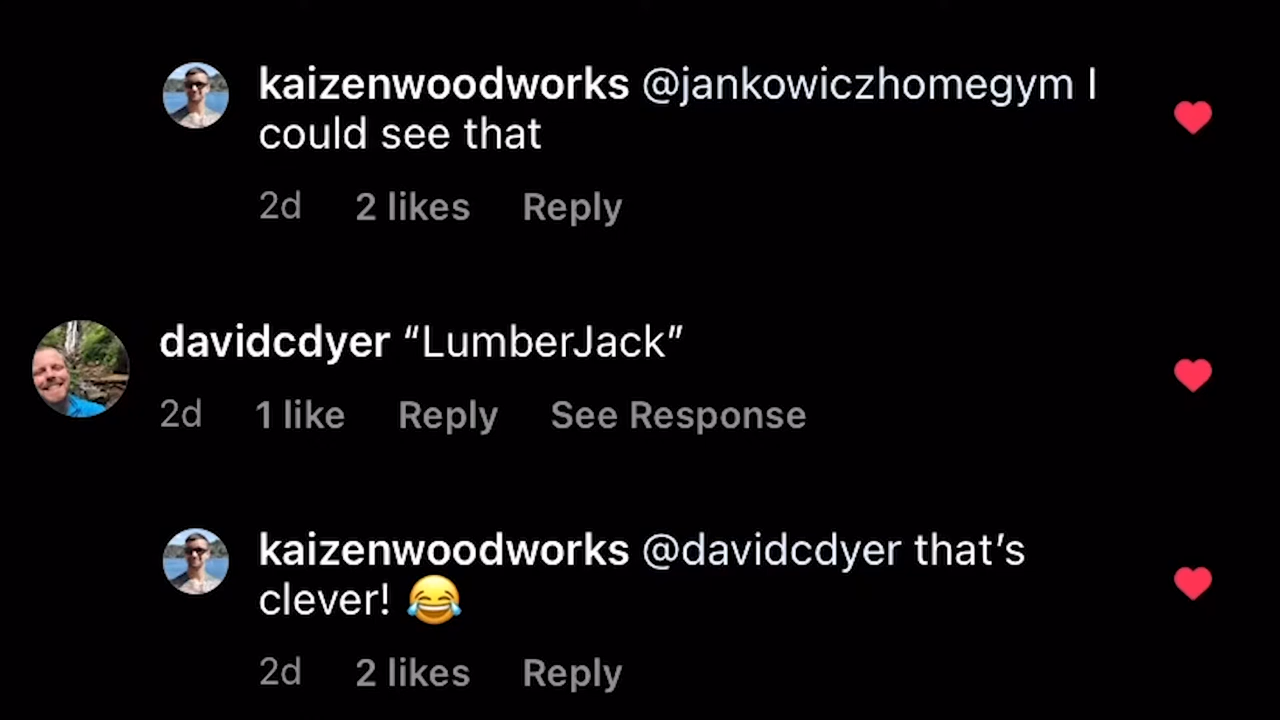 kaizenwoodworks @jankowiczhomegym I
could see that
2d 2 likes Reply
davidcdyer “LumberJack”
2d 1 like Reply See Response
kaizenwoodworks @davidcdyer that’s
clever! 😂
2d 2 likes Reply